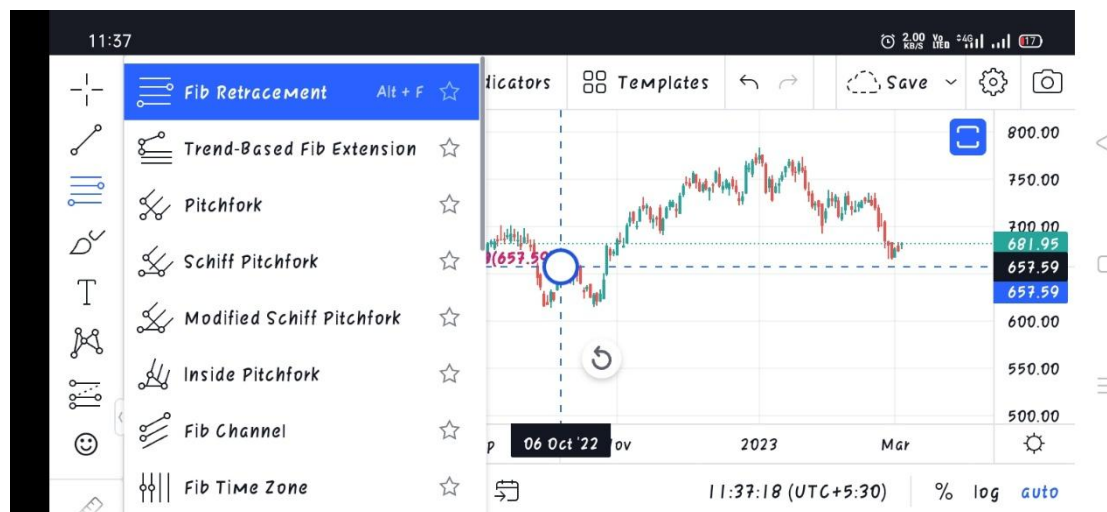 11:37
2.00 KB/S Vo LTED 4G 17
Fib Retracement Alt + F
dicators Templates Save
Trend-Based Fib Extension
Pitchfork
Schiff Pitchfork
Modified Schiff Pitchfork
Inside Pitchfork
Fib Channel
Fib Time Zone
T
(657.59
800.00
750.00
700.00
681.95
657.59
657.59
600.00
550.00
500.00
p 06 Oct '22 ov 2023 Mar
11:37:18 (UTC+5:30) % log auto